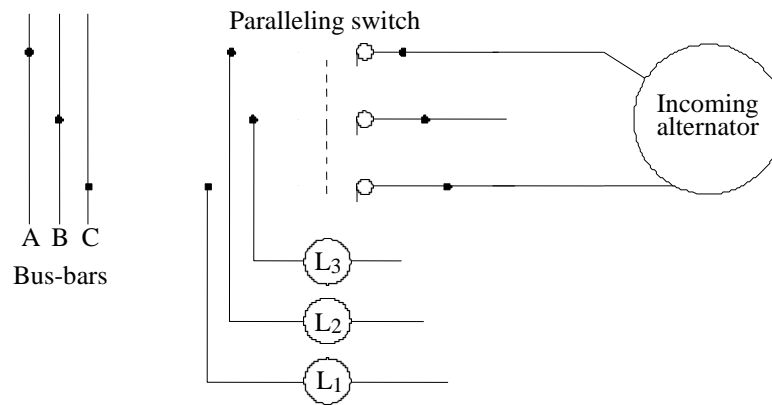 Paralleling switch
Incoming
alternator
A B C
Bus-bars
L3
L2
L1